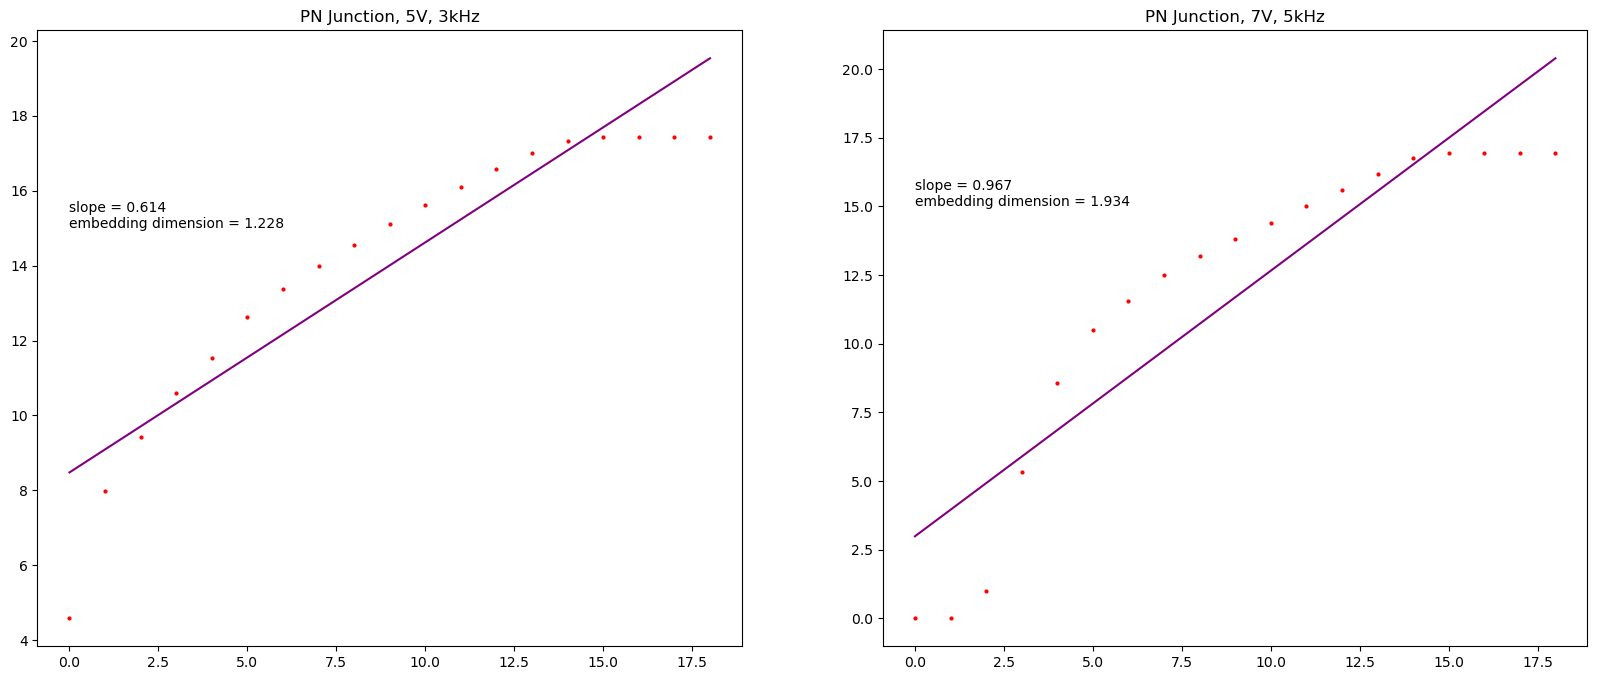 PN Junction, 5V, 3kHz
20
18
16
14
12
10
8
6
4
slope = 0.614
embedding dimension = 1.228
0.0 2.5 5.0 7.5 10.0 12.5 15.0 17.5
PN Junction, 7V, 5kHz
20.0
17.5
15.0
12.5
10.0
7.5
5.0
2.5
0.0
slope = 0.967
embedding dimension = 1.934
0.0 2.5 5.0 7.5 10.0 12.5 15.0 17.5